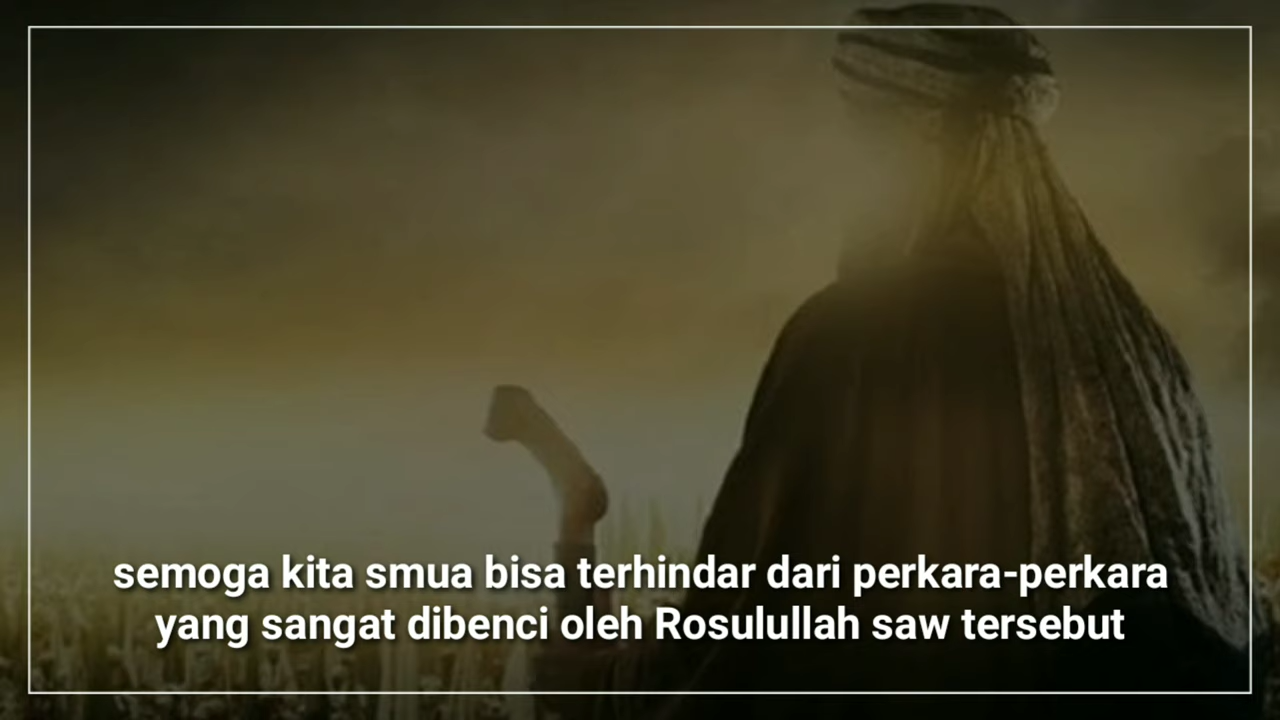 semoga kita smua bisa terhindar dari perkara-perkara
yang sangat dibenci oleh Rosulullah saw tersebut